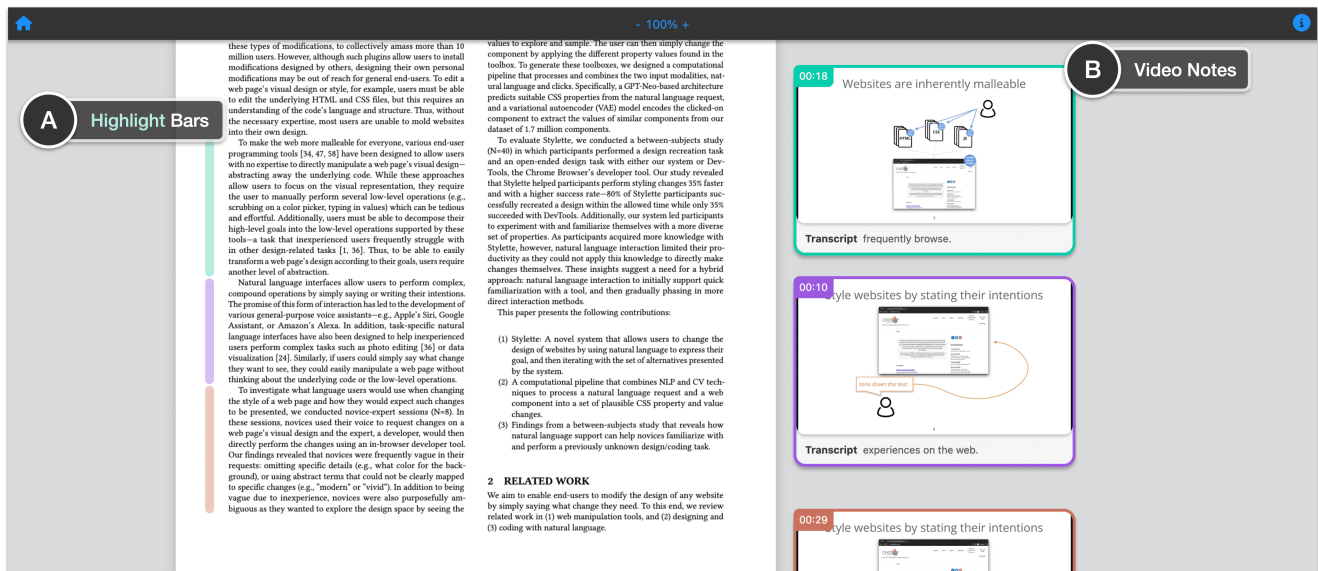 - 100% +
A Highlight Bars
these types of modifications, to collectively amass more than 10
million users. However, although such plugins allow users to install
modifications designed by others, designing their own personal
modifications may be out of reach for general end-users. To edit a
web page's visual design or style, for example, users must be able
to edit the underlying HTML and CSS files, but this requires an
understanding of the code's language and structure. Thus, without
the necessary expertise, most users are unable to mold websites
into their own design.
To make the web more malleable for everyone, various end-user
programming tools [34, 47, 58] have been designed to allow users
with no expertise to directly manipulate a web page's visual design—
abstracting away the underlying code. While these approaches
allow users to focus on the visual representation, they require
the user to manually perform several low-level operations (e.g.,
scrubbing on a color picker, typing in values) which can be tedious
and effortful. Additionally, users must be able to decompose their
high-level goals into the low-level operations supported by these
tools—a task that inexperienced users frequently struggle with
in other design-related tasks [1, 36]. Thus, to be able to easily
transform a web page's design according to their goals, users require
another level of abstraction.
Natural language interfaces allow users to perform complex,
compound operations by simply saying or writing their intentions.
The promise of this form of interaction has led to the development of
various general-purpose voice assistants—e.g., Apple's Siri, Google
Assistant, or Amazon's Alexa. In addition, task-specific natural
language interfaces have also been designed to help inexperienced
users perform complex tasks such as photo editing [36] or data
visualization [24]. Similarly, if users could simply say what change
they want to see, they could easily manipulate a web page without
thinking about the underlying code or the low-level operations.
To investigate what language users would use when changing
the style of a web page and how they would expect such changes
to be presented, we conducted novice-expert sessions (N=8). In
these sessions, novices used their voice to request changes on a
web page's visual design and the expert, a developer, would then
directly perform the changes using an in-browser developer tool.
Our findings revealed that novices were frequently vague in their
requests: omitting specific details (e.g., what color for the back-
ground), or using abstract terms that could not be clearly mapped
to specific changes (e.g., "modern" or "vivid"). In addition to being
vague due to inexperience, novices were also purposefully am-
biguous as they wanted to explore the design space by seeing the
values to explore and sample. The user can then simply change the
component by applying the different property values found in the
toolbox. To generate these toolboxes, we designed a computational
pipeline that processes and combines the two input modalities, nat-
ural language and clicks. Specifically, a GPT-Neo-based architecture
predicts suitable CSS properties from the natural language request,
and a variational autoencoder (VAE) model encodes the clicked-on
component to extract the values of similar components from our
dataset of 1.7 million components.
To evaluate Stylette, we conducted a between-subjects study
(N=40) in which participants performed a design recreation task
and an open-ended design task with either our system or Dev-
Tools, the Chrome Browser's developer tool. Our study revealed
that Stylette helped participants perform styling changes 35% faster
and with a higher success rate—80% of Stylette participants suc-
cessfully recreated a design within the allowed time while only 35%
succeeded with DevTools. Additionally, our system led participants
to experiment with and familiarize themselves with a more diverse
set of properties. As participants acquired more knowledge with
Stylette, however, natural language interaction limited their pro-
ductivity as they could not apply this knowledge to directly make
changes themselves. These insights suggest a need for a hybrid
approach: natural language interaction to initially support quick
familiarization with a tool, and then gradually phasing in more
direct interaction methods.
This paper presents the following contributions:
(1) Stylette: A novel system that allows users to change the
design of websites by using natural language to express their
goal, and then iterating with the set of alternatives presented
by the system.
(2) A computational pipeline that combines NLP and CV tech-
niques to process a natural language request and a web
component into a set of plausible CSS property and value
changes.
(3) Findings from a between-subjects study that reveals how
natural language support can help novices familiarize with
and perform a previously unknown design/coding task.
2 RELATED WORK
We aim to enable end-users to modify the design of any website
by simply saying what change they need. To this end, we review
related work in (1) web manipulation tools, and (2) designing and
(3) coding with natural language.
B Video Notes
00:18
Websites are inherently malleable
HTML
CSS
JS
Transcript frequently browse.
00:10
Style websites by stating their intentions
tone down the text
Transcript experiences on the web.
00:29
Style websites by stating their intentions